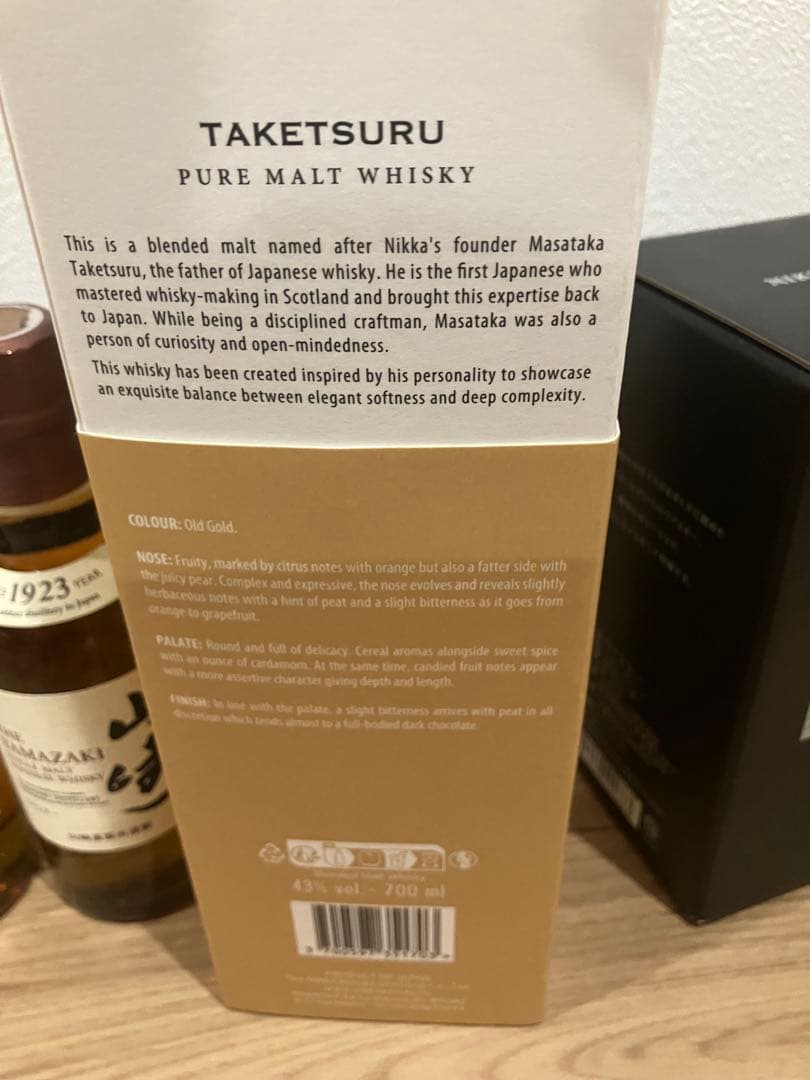 TAKETSURU
PURE MALT WHISKY
This is a blended malt named after Nikka's founder Masataka
Taketsuru, the father of Japanese whisky. He is the first Japanese who
mastered whisky-making in Scotland and brought this expertise back
to Japan. While being a disciplined craftman, Masataka was also a
person of curiosity and open-mindedness.
This whisky has been created inspired by his personality to showcase
an exquisite balance between elegant softness and deep complexity.
COLOUR: Old Gold.
NOSE: Fruity, marked by citrus notes with orange but also a fatter side with
the juicy pear. Complex and expressive, the nose evolves and reveals slightly
herbaceous notes with a hint of peat and a slight bitterness as it goes from
orange to grapefruit.
PALATE: Round and full of delicacy. Cereal aromas alongside sweet spice
with an ounce of cardamom. At the same time, candied fruit notes appear
with a more assertive character giving depth and length.
FINISH: In line with the palate, a slight bitterness arrives with peat in all
discretion which tends almost to a full-bodied dark chocolate.
43% vol. - 700 ml
1923 YEAR
YAMAZAKI
山崎